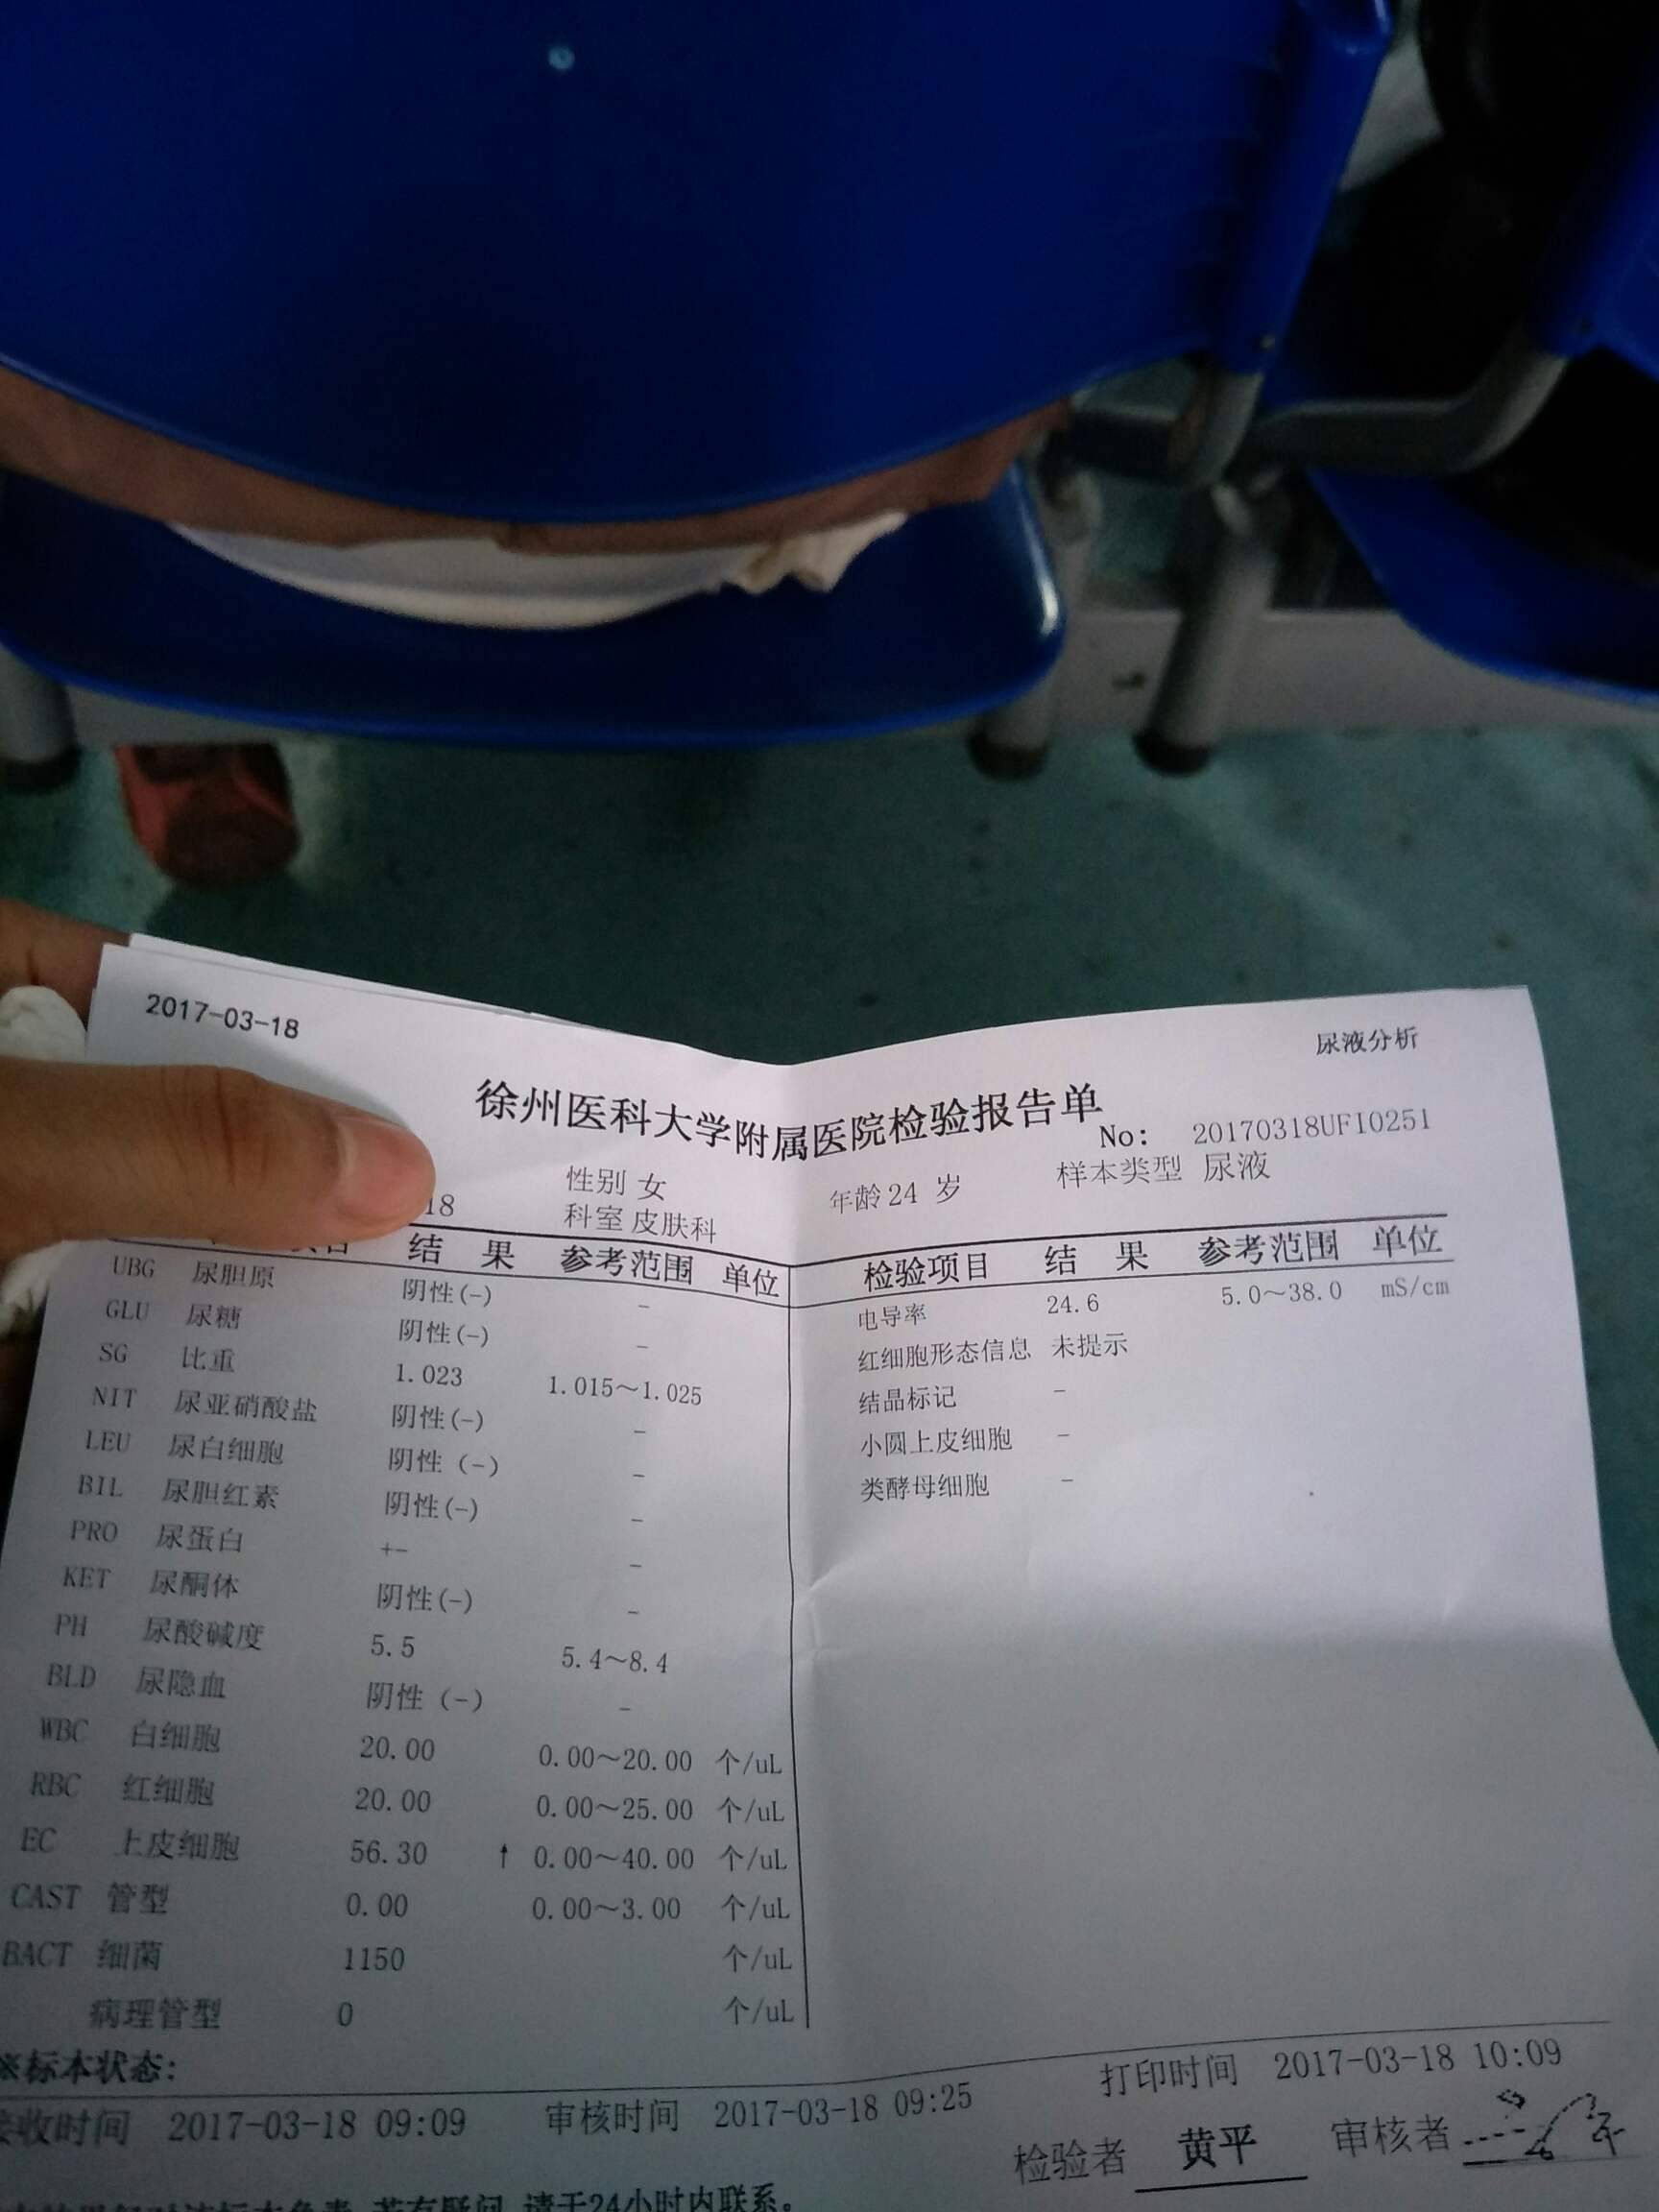 2017-03-18
尿液分析
徐州医科大学附属医院检验报告单
No: 20170318UFI0251
性别 女 年龄 24 岁 样本类型 尿液
18 科室 皮肤科
结 果 参考范围 单位 检验项目 结 果 参考范围 单位
UBG 尿胆原 阴性(-) - 电导率 24.6 5.0~38.0 mS/cm
GLU 尿糖 阴性(-) - 红细胞形态信息 未提示
SG 比重 1.023 1.015~1.025 结晶标记 -
NIT 尿亚硝酸盐 阴性(-) - 小圆上皮细胞 -
LEU 尿白细胞 阴性 (-) - 类酵母细胞 -
BIL 尿胆红素 阴性(-) -
PRO 尿蛋白 +- -
KET 尿酮体 阴性(-) -
PH 尿酸碱度 5.5 5.4~8.4
BLD 尿隐血 阴性 (-) -
WBC 白细胞 20.00 0.00~20.00 个/uL
RBC 红细胞 20.00 0.00~25.00 个/uL
EC 上皮细胞 56.30 ↑ 0.00~40.00 个/uL
CAST 管型 0.00 0.00~3.00 个/uL
BACT 细菌 1150 个/uL
病理管型 0 个/uL
※标本状态:
接收时间 2017-03-18 09:09 审核时间 2017-03-18 09:25 打印时间 2017-03-18 10:09
检验者 黄平 审核者
若有疑问 请于24小时内联系。